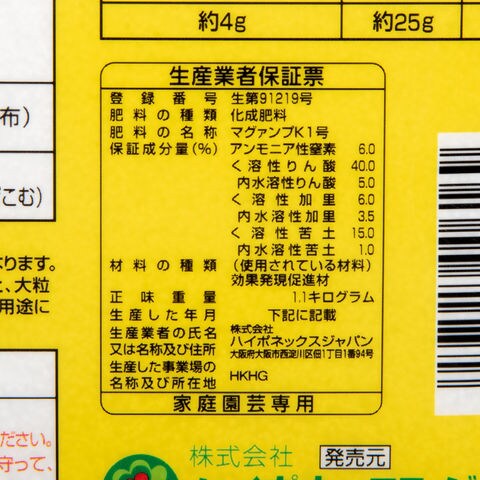 約4g
約25g
布)
こむ)
ります。
、大粒
用途に
ださい。
守って、
生産業者保証票
登録番号 生第91219号
肥料の種類 化成肥料
肥料の名称 マグァンプK1号
保証成分量(%) アンモニア性窒素 6.0
く溶性りん酸 40.0
内水溶性りん酸 5.0
く溶性加里 6.0
内水溶性加里 3.5
く溶性苦土 15.0
内水溶性苦土 1.0
材料の種類 (使用されている材料)
効果発現促進材
正味重量 1.1キログラム
生産した年月 下記に記載
生産業者の氏名 株式会社
又は名称及び住所 ハイポネックスジャパン
大阪府大阪市西淀川区佃1丁目1番94号
生産した事業場の
名称及び所在地 HKHG
家庭園芸専用
株式会社 発売元